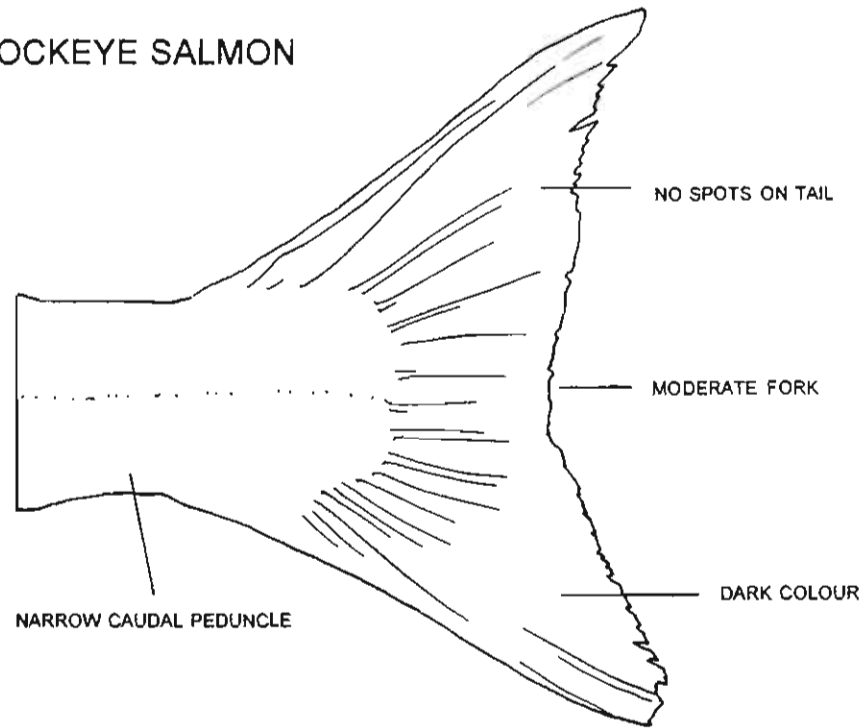 OCKEYE SALMON
NO SPOTS ON TAIL
MODERATE FORK
DARK COLOUR
NARROW CAUDAL PEDUNCLE